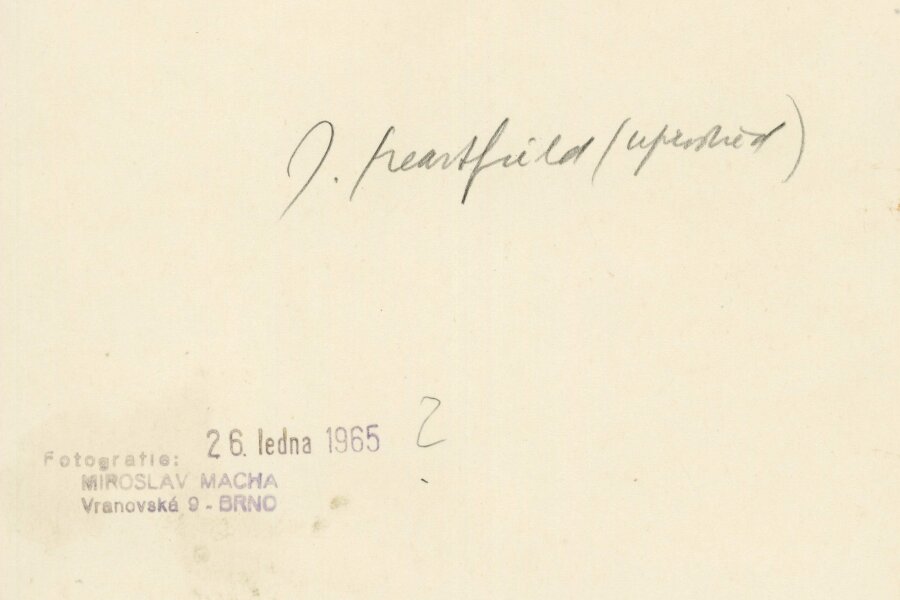 J. Heartfield (uprostřed)
26. ledna 1965 2
Fotografie:
MIROSLAV MACHA
Vranovská 9 - BRNO